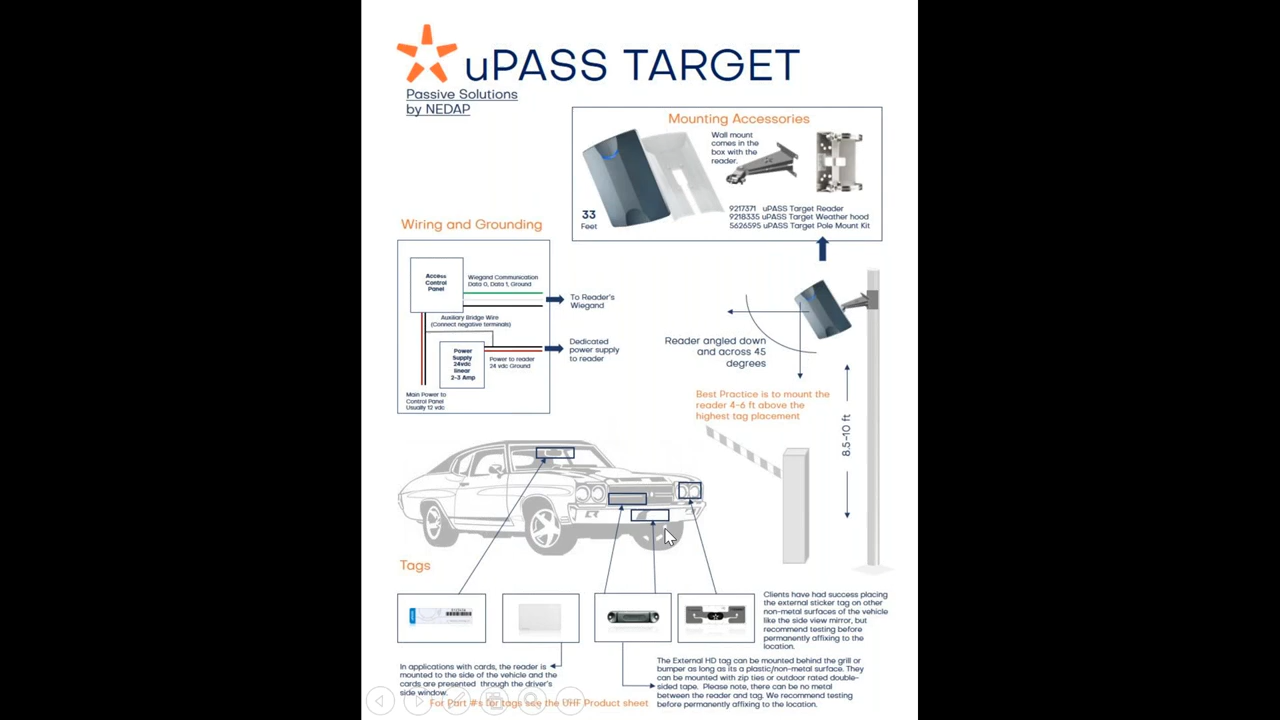 uPASS TARGET
Passive Solutions
by NEDAP
Mounting Accessories
Wall mount
comes in the
box with the
reader.
33
Feet
9217371 uPASS Target Reader
9218335 uPASS Target Weather hood
5626595 uPASS Target Pole Mount Kit
Wiring and Grounding
Access
Control
Panel
Wiegand Communication
Data 0, Data 1, Ground
To Reader's
Wiegand
Auxiliary Bridge Wire
(Connect negative terminals)
Power
Supply
24vdc
linear
2-3 Amp
Power to reader
24 vdc Ground
Dedicated
power supply
to reader
Main Power to
Control Panel
Usually 12 vdc
Reader angled down
and across 45
degrees
Best Practice is to mount the
reader 4-6 ft above the
highest tag placement
8.5-10 ft
Tags
Clients have had success placing
the external sticker tag on other
non-metal surfaces of the vehicle
like the side view mirror, but
recommend testing before
permanently affixing to the
location.
In applications with cards, the reader is
mounted to the side of the vehicle and the
cards are presented through the driver's
side window.
The External HD tag can be mounted behind the grill or
bumper as long as its a plastic/non-metal surface. They
can be mounted with zip ties or outdoor rated double-
sided tape. Please note, there can be no metal
between the reader and tag. We recommend testing
before permanently affixing to the location.
For Part #s for tags see the UHF Product sheet